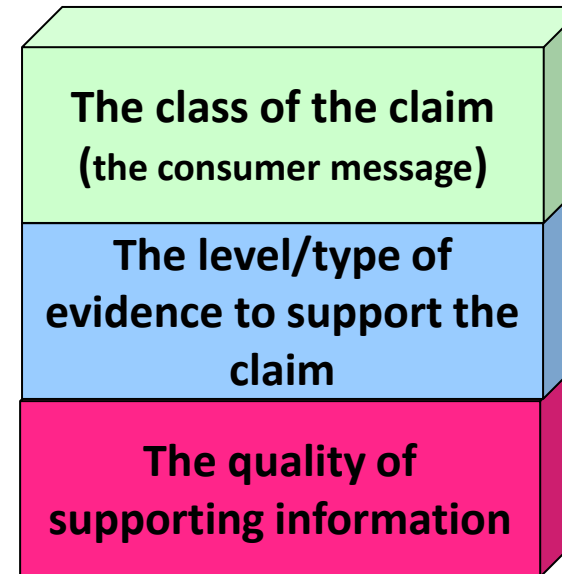 The class of the claim
(the consumer message)
The level/type of
evidence to support the
claim
The quality of
supporting information